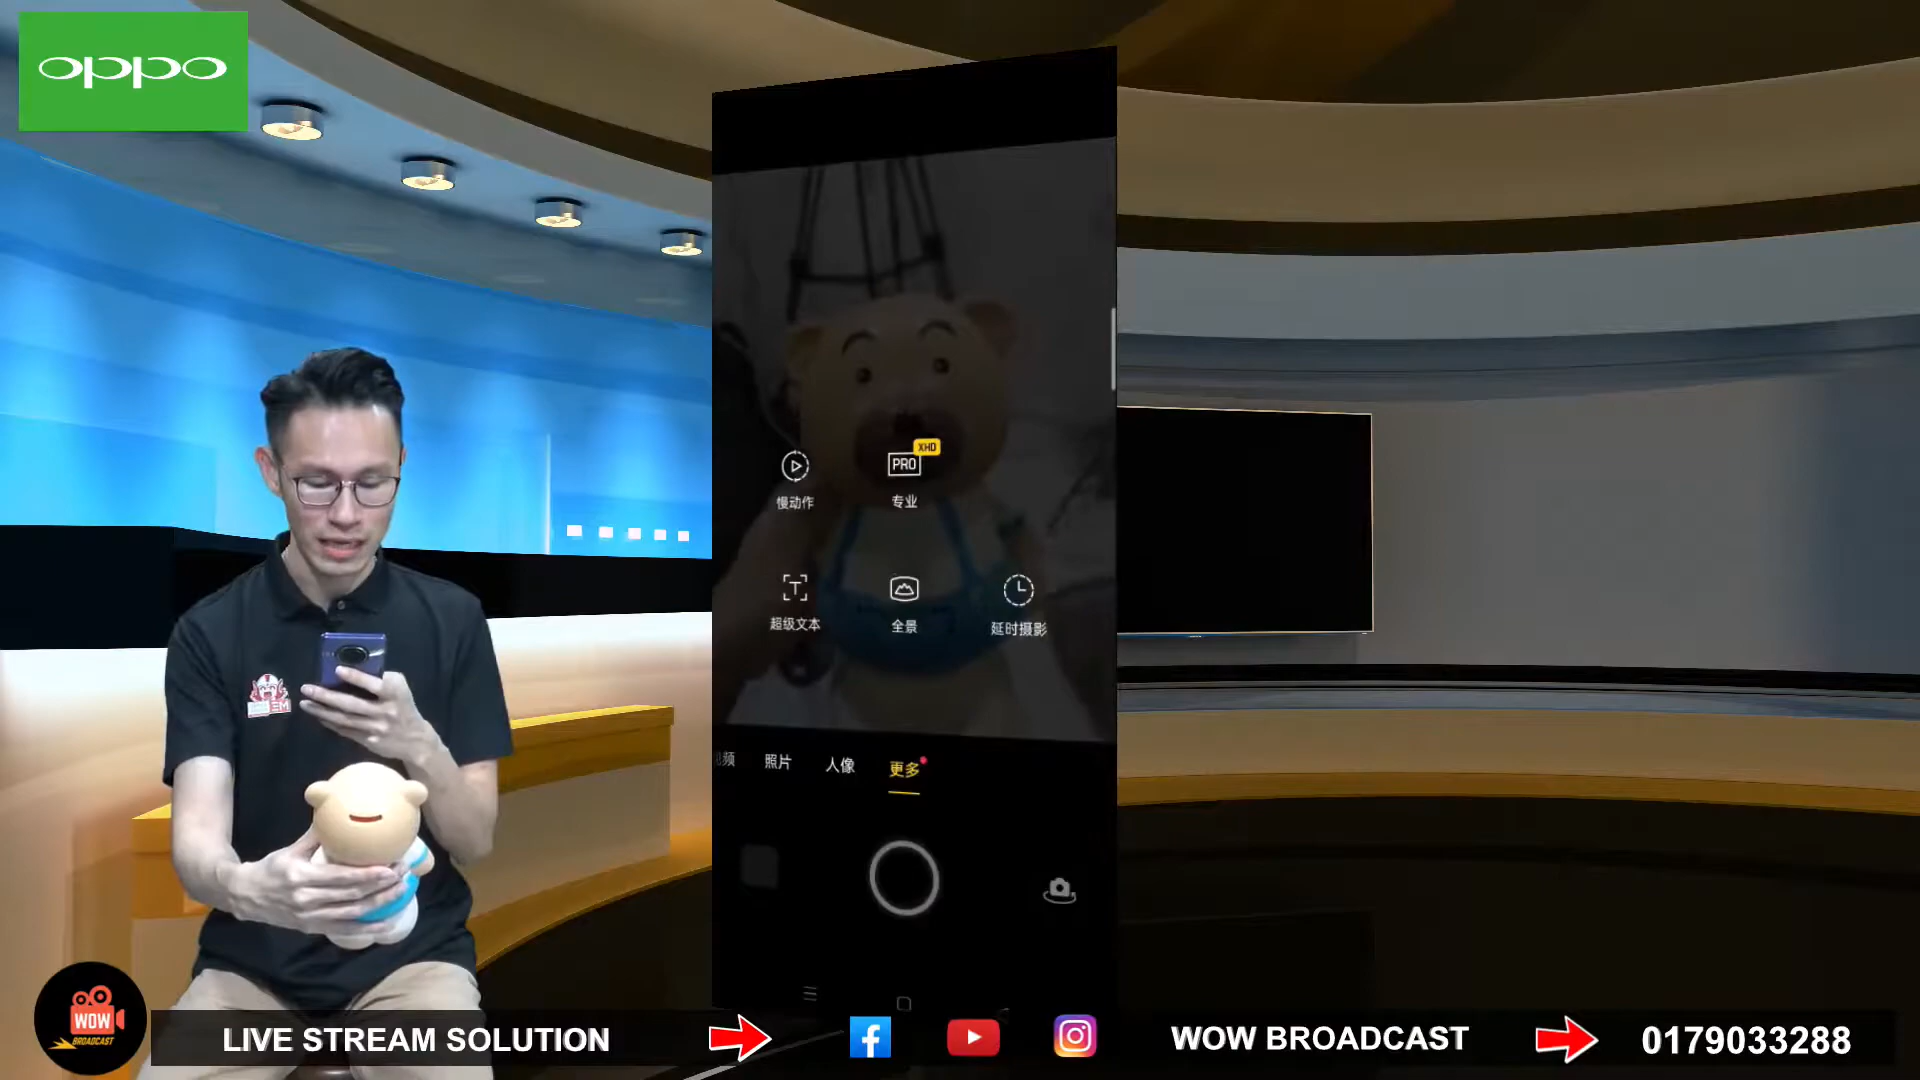 oppo
XHD
PRO
慢动作
专业
T
超级文本
全景
延时摄影
照片
人像
更多
EM
WOW
BROADCAST
LIVE STREAM SOLUTION
WOW BROADCAST
0179033288